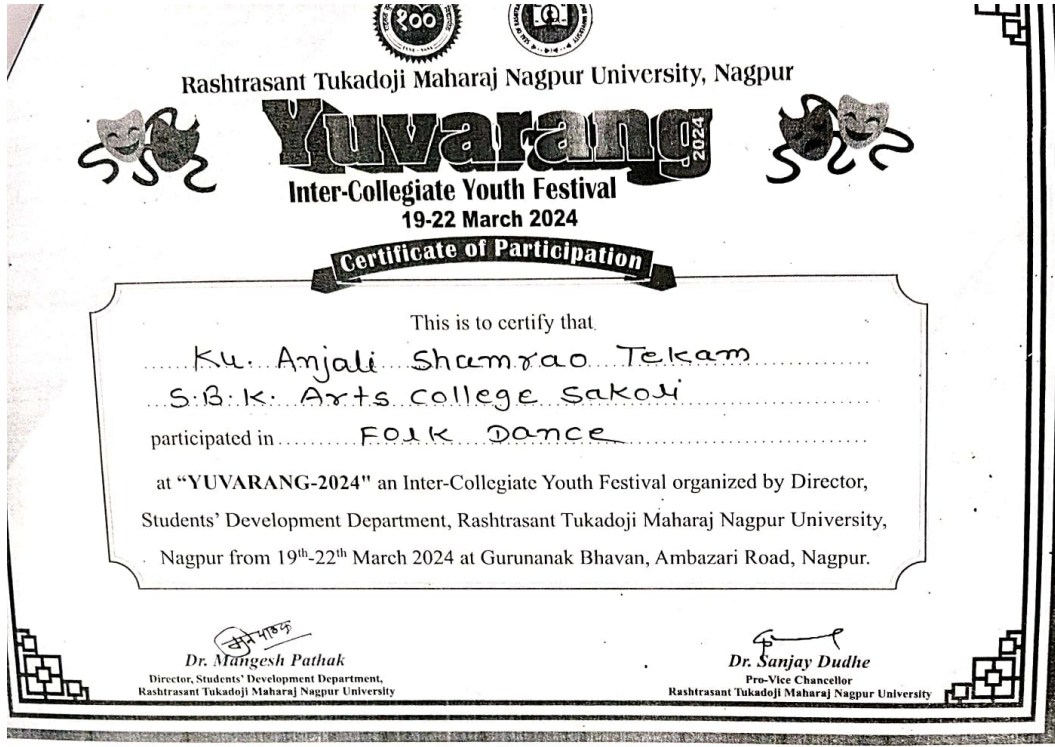 १००
Rashtrasant Tukadoji Maharaj Nagpur University, Nagpur
Yuvarang 2024
Inter-Collegiate Youth Festival
19-22 March 2024
Certificate of Participation
This is to certify that
Ku. Anjali Shamrao Tekam
S.B.K. Arts College Sakoli
participated in Folk Dance
at “YUVARANG-2024" an Inter-Collegiate Youth Festival organized by Director,
Students’ Development Department, Rashtrasant Tukadoji Maharaj Nagpur University,
Nagpur from 19th-22th March 2024 at Gurunanak Bhavan, Ambazari Road, Nagpur.
Dr. Mangesh Pathak
Director, Students’ Development Department,
Rashtrasant Tukadoji Maharaj Nagpur University
Dr. Sanjay Dudhe
Pro-Vice Chancellor
Rashtrasant Tukadoji Maharaj Nagpur University